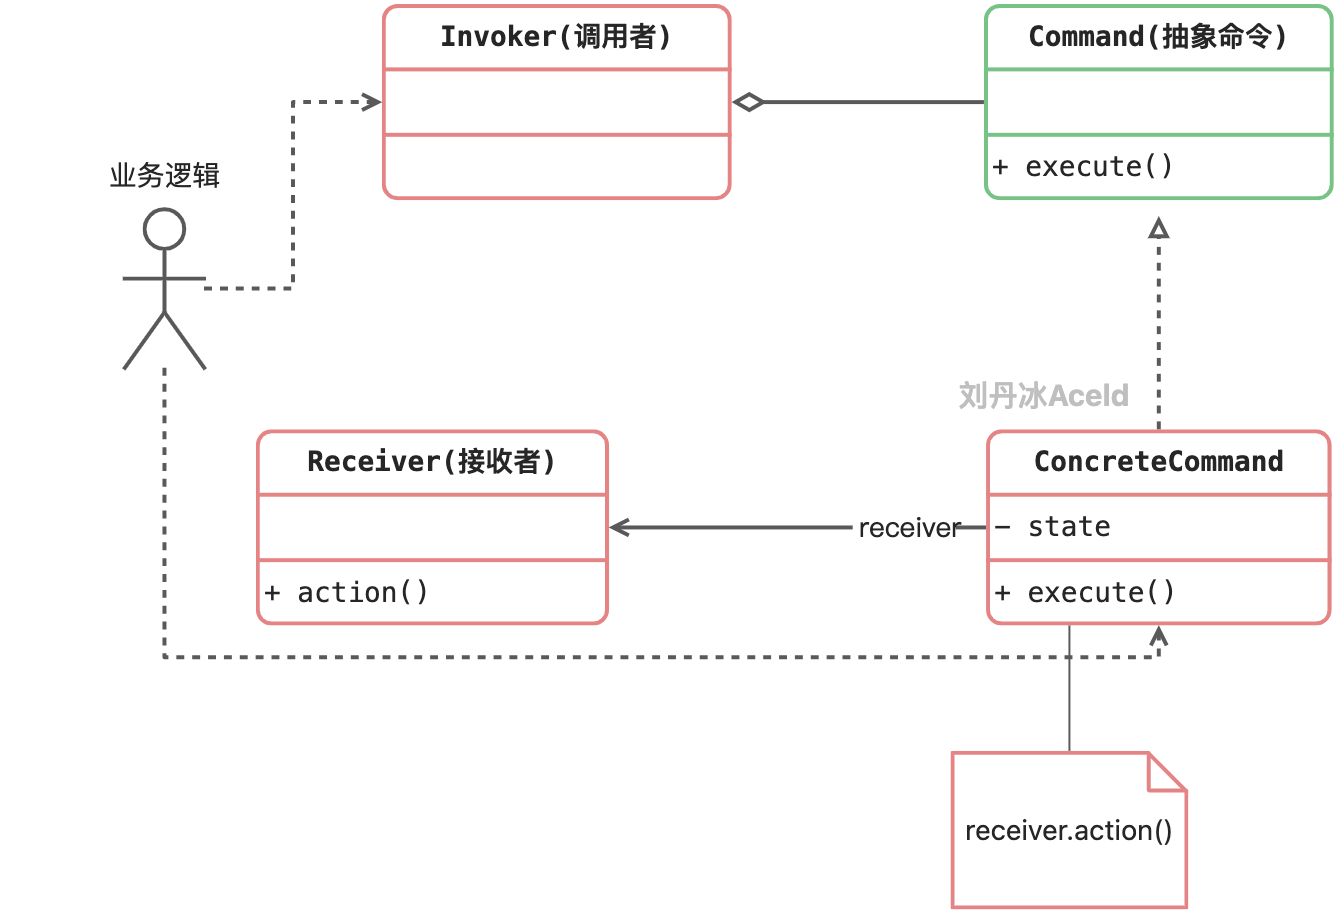 Invoker(调用者)
Command(抽象命令)
+ execute()
业务逻辑
刘丹冰AceId
Receiver(接收者)
+ action()
receiver
ConcreteCommand
- state
+ execute()
receiver.action()